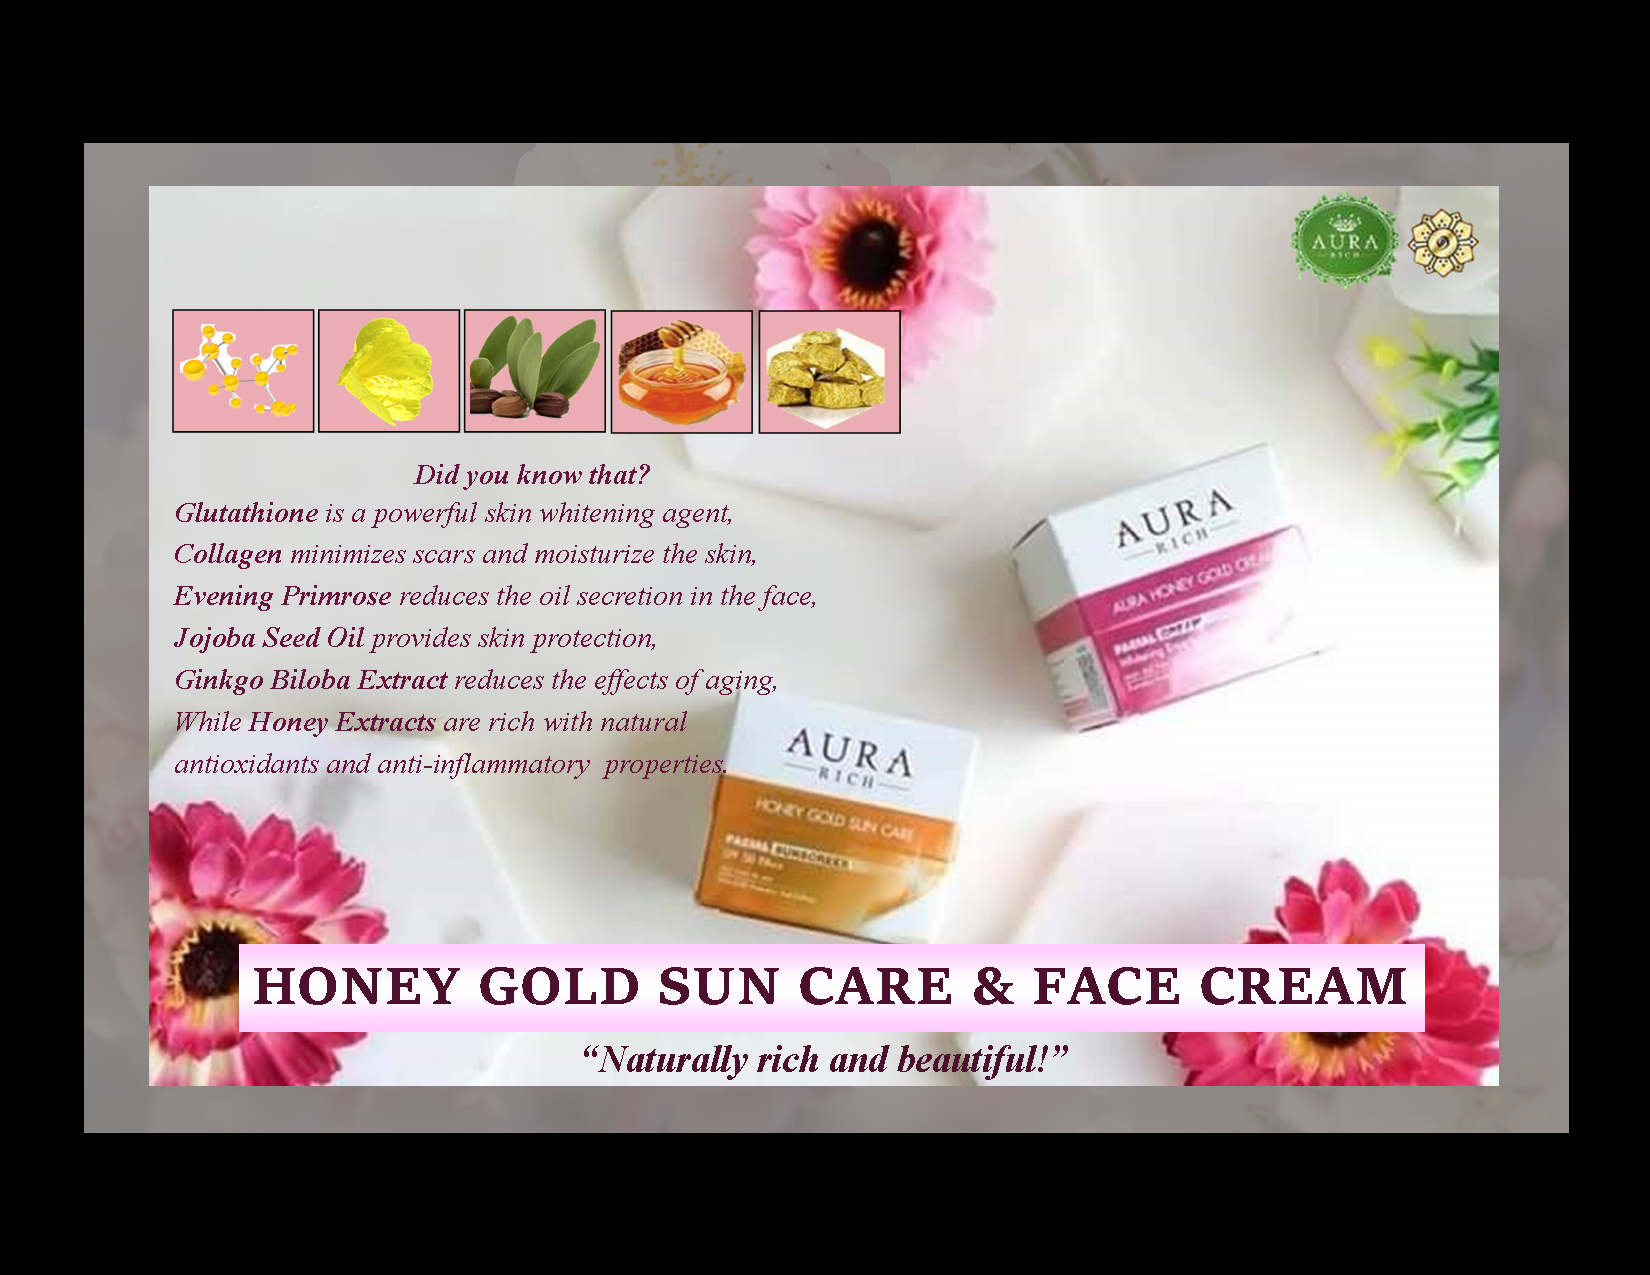 AURA
RICH
Did you know that?
Glutathione is a powerful skin whitening agent,
Collagen minimizes scars and moisturize the skin,
Evening Primrose reduces the oil secretion in the face,
Jojoba Seed Oil provides skin protection,
Ginkgo Biloba Extract reduces the effects of aging,
While Honey Extracts are rich with natural
antioxidants and anti-inflammatory  properties.
AURA
RICH
AURA HONEY GOLD CREAM
FACIAL CREAM
AURA
RICH
HONEY GOLD SUN CARE
FACIAL SUNSCREEN
SPF 50 PA++
HONEY GOLD SUN CARE & FACE CREAM
“Naturally rich and beautiful!”